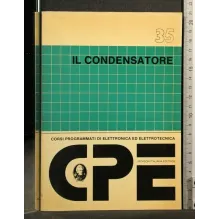 35
IL CONDENSATORE
CORSI PROGRAMMATI DI ELETTRONICA ED ELETTROTECNICA
CPE